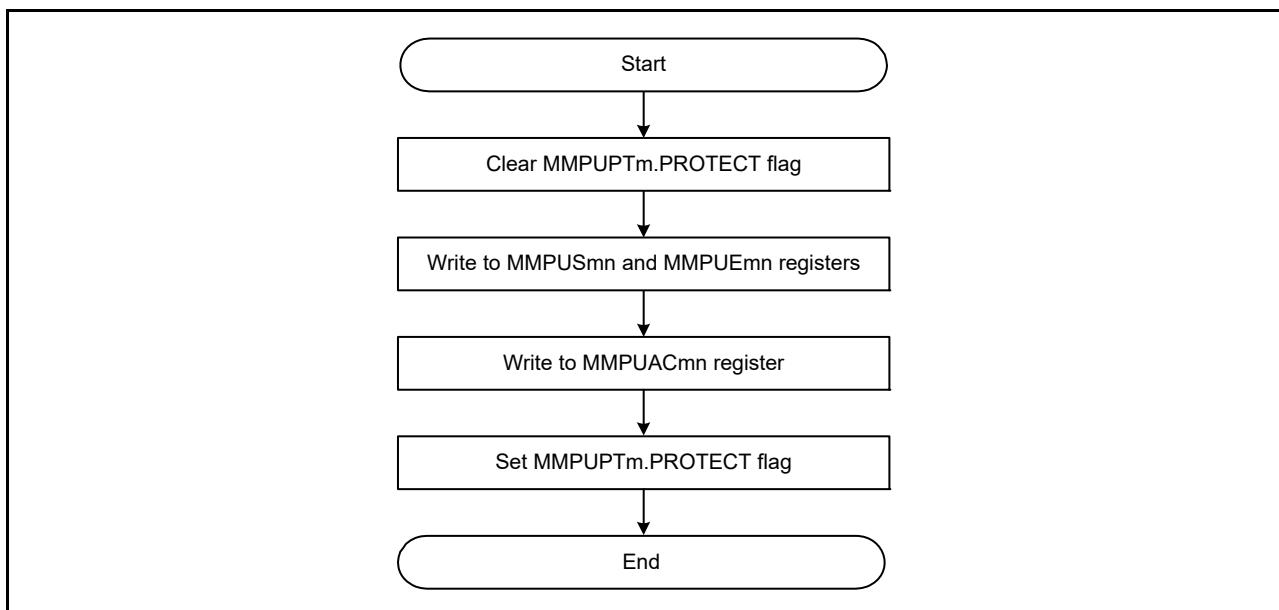 Start
Clear MMPUPTm.PROTECT flag
Write to MMPUSmn and MMPUEmn registers
Write to MMPUACmn register
Set MMPUPTm.PROTECT flag
End